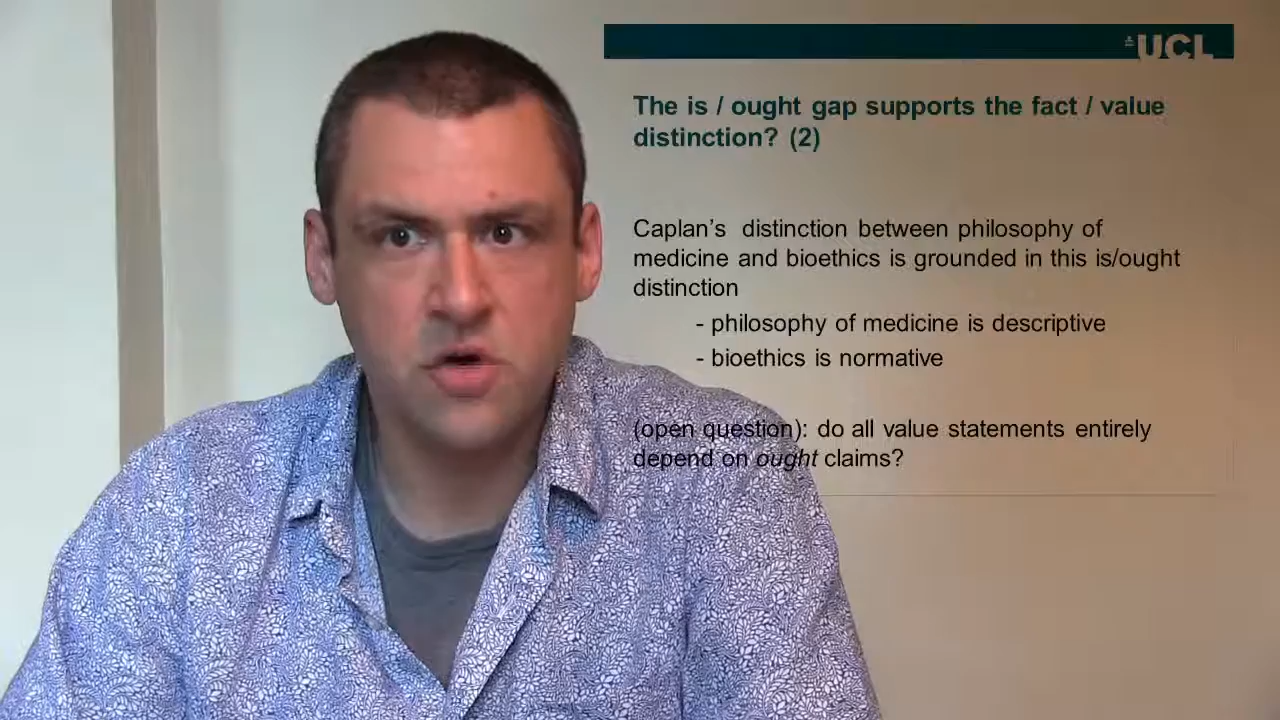 UCL
The is / ought gap supports the fact / value
distinction? (2)
Caplan's distinction between philosophy of
medicine and bioethics is grounded in this is/ought
distinction
- philosophy of medicine is descriptive
- bioethics is normative
(open question): do all value statements entirely
depend on ought claims?